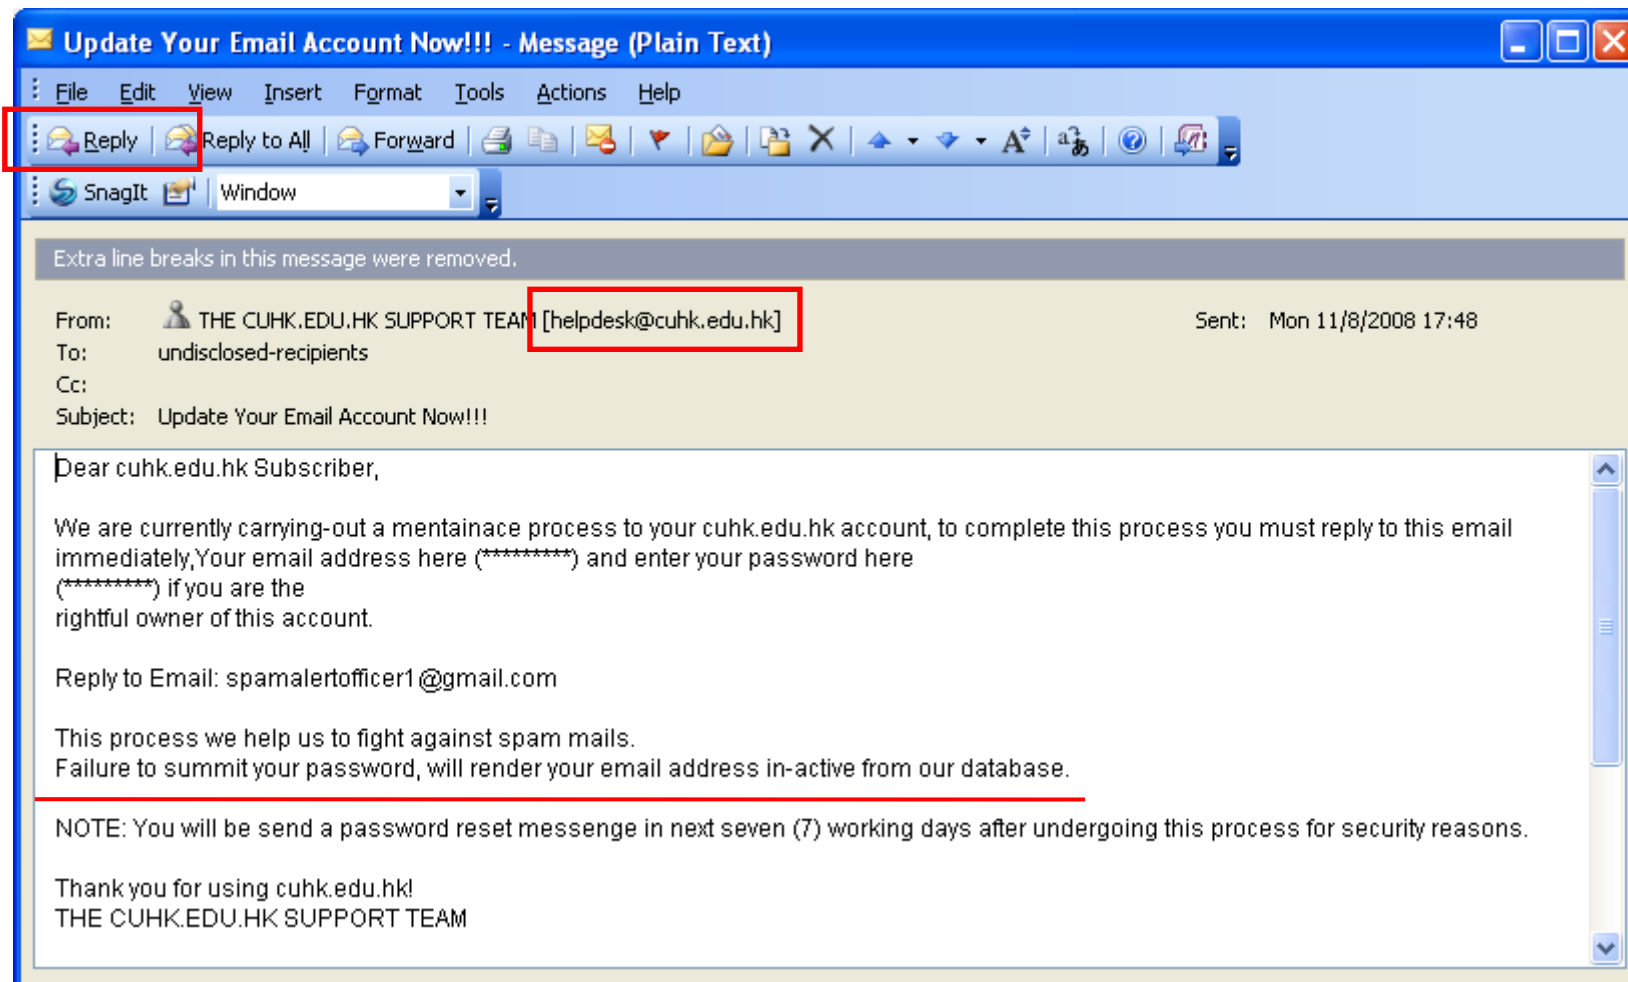 Update Your Email Account Now!!! - Message (Plain Text)
File Edit View Insert Format Tools Actions Help
Reply Reply to All Forward
SnagIt Window
Extra line breaks in this message were removed.
From: THE CUHK.EDU.HK SUPPORT TEAM [helpdesk@cuhk.edu.hk] Sent: Mon 11/8/2008 17:48
To: undisclosed-recipients
Cc:
Subject: Update Your Email Account Now!!!
Dear cuhk.edu.hk Subscriber,
We are currently carrying-out a mentainace process to your cuhk.edu.hk account, to complete this process you must reply to this email
immediately,Your email address here (*********) and enter your password here
(*********) if you are the
rightful owner of this account.
Reply to Email: spamalertofficer1@gmail.com
This process we help us to fight against spam mails.
Failure to summit your password, will render your email address in-active from our database.
NOTE: You will be send a password reset messenge in next seven (7) working days after undergoing this process for security reasons.
Thank you for using cuhk.edu.hk!
THE CUHK.EDU.HK SUPPORT TEAM